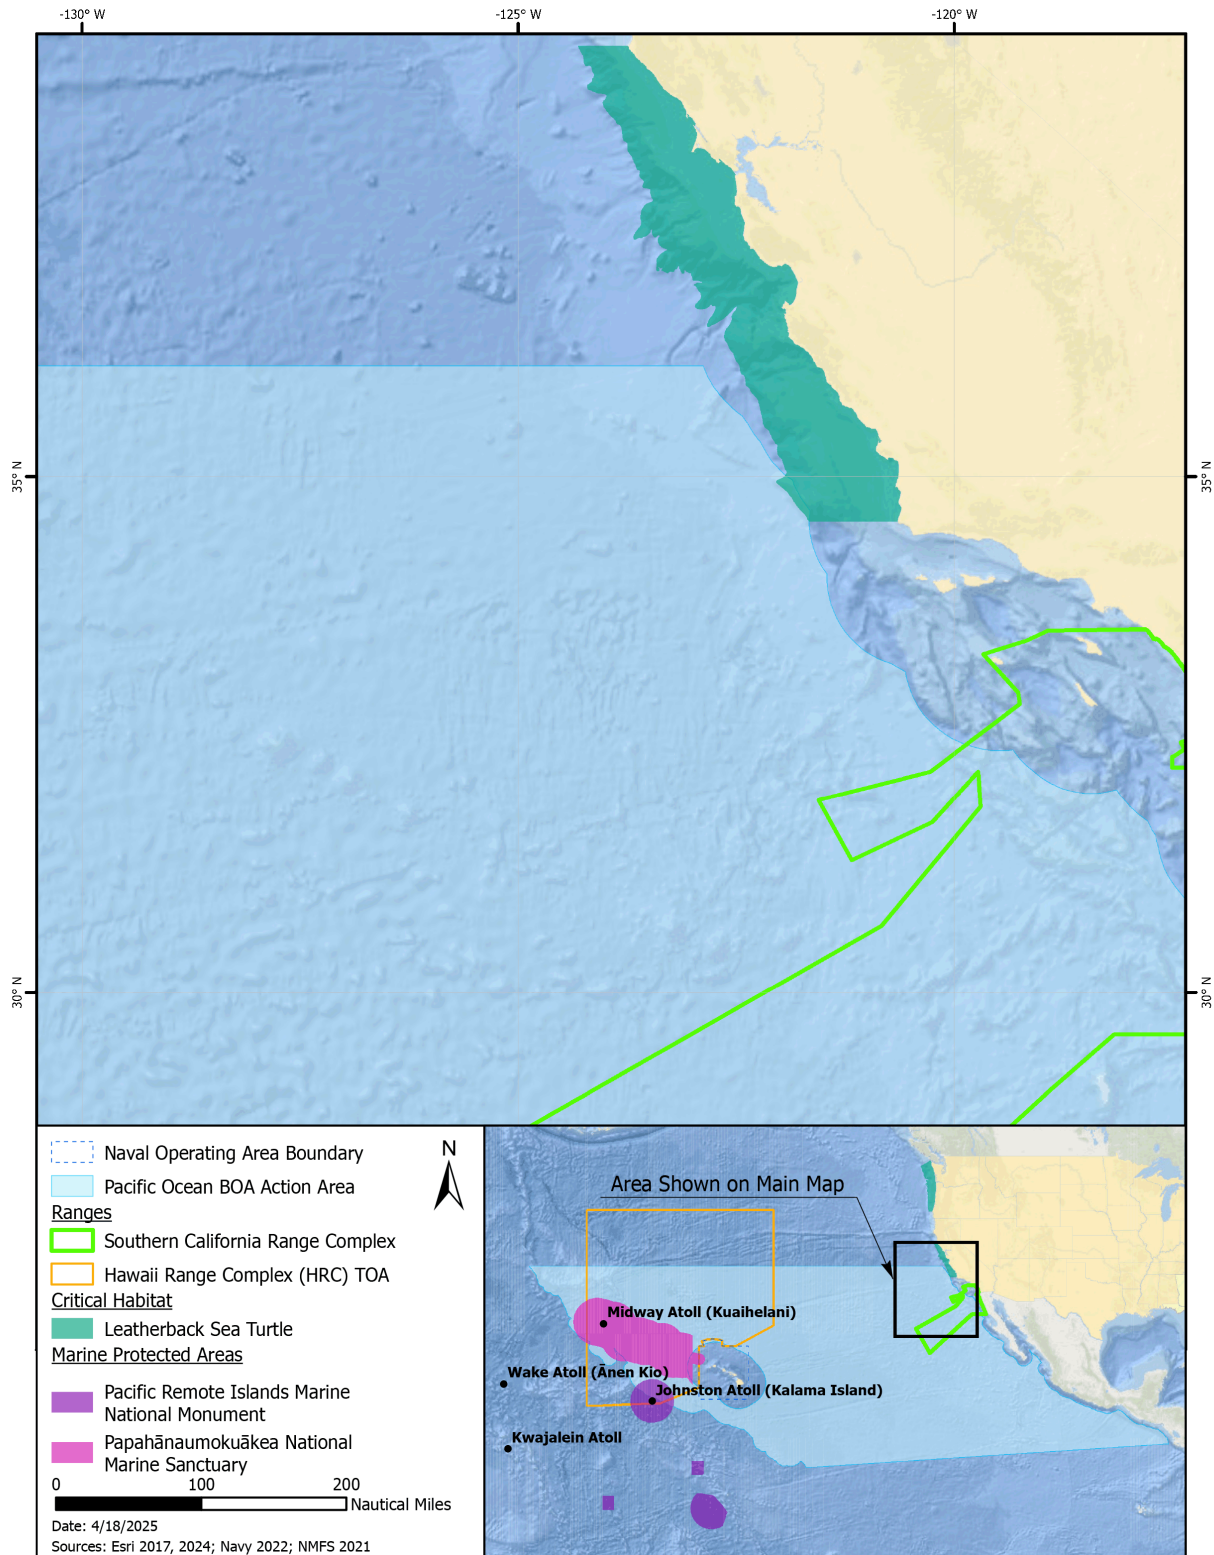 -130° W
-125° W
-120° W
35° N
35° N
30° N
30° N
Naval Operating Area Boundary
Pacific Ocean BOA Action Area
Ranges
Southern California Range Complex
Hawaii Range Complex (HRC) TOA
Critical Habitat
Leatherback Sea Turtle
Marine Protected Areas
Pacific Remote Islands Marine
National Monument
Papahānaumokuākea National
Marine Sanctuary
0 100 200
Nautical Miles
Date: 4/18/2025
Sources: Esri 2017, 2024; Navy 2022; NMFS 2021
N
Area Shown on Main Map
Midway Atoll (Kuaihelani)
Wake Atoll (Ānen Kio)
Johnston Atoll (Kalama Island)
Kwajalein Atoll